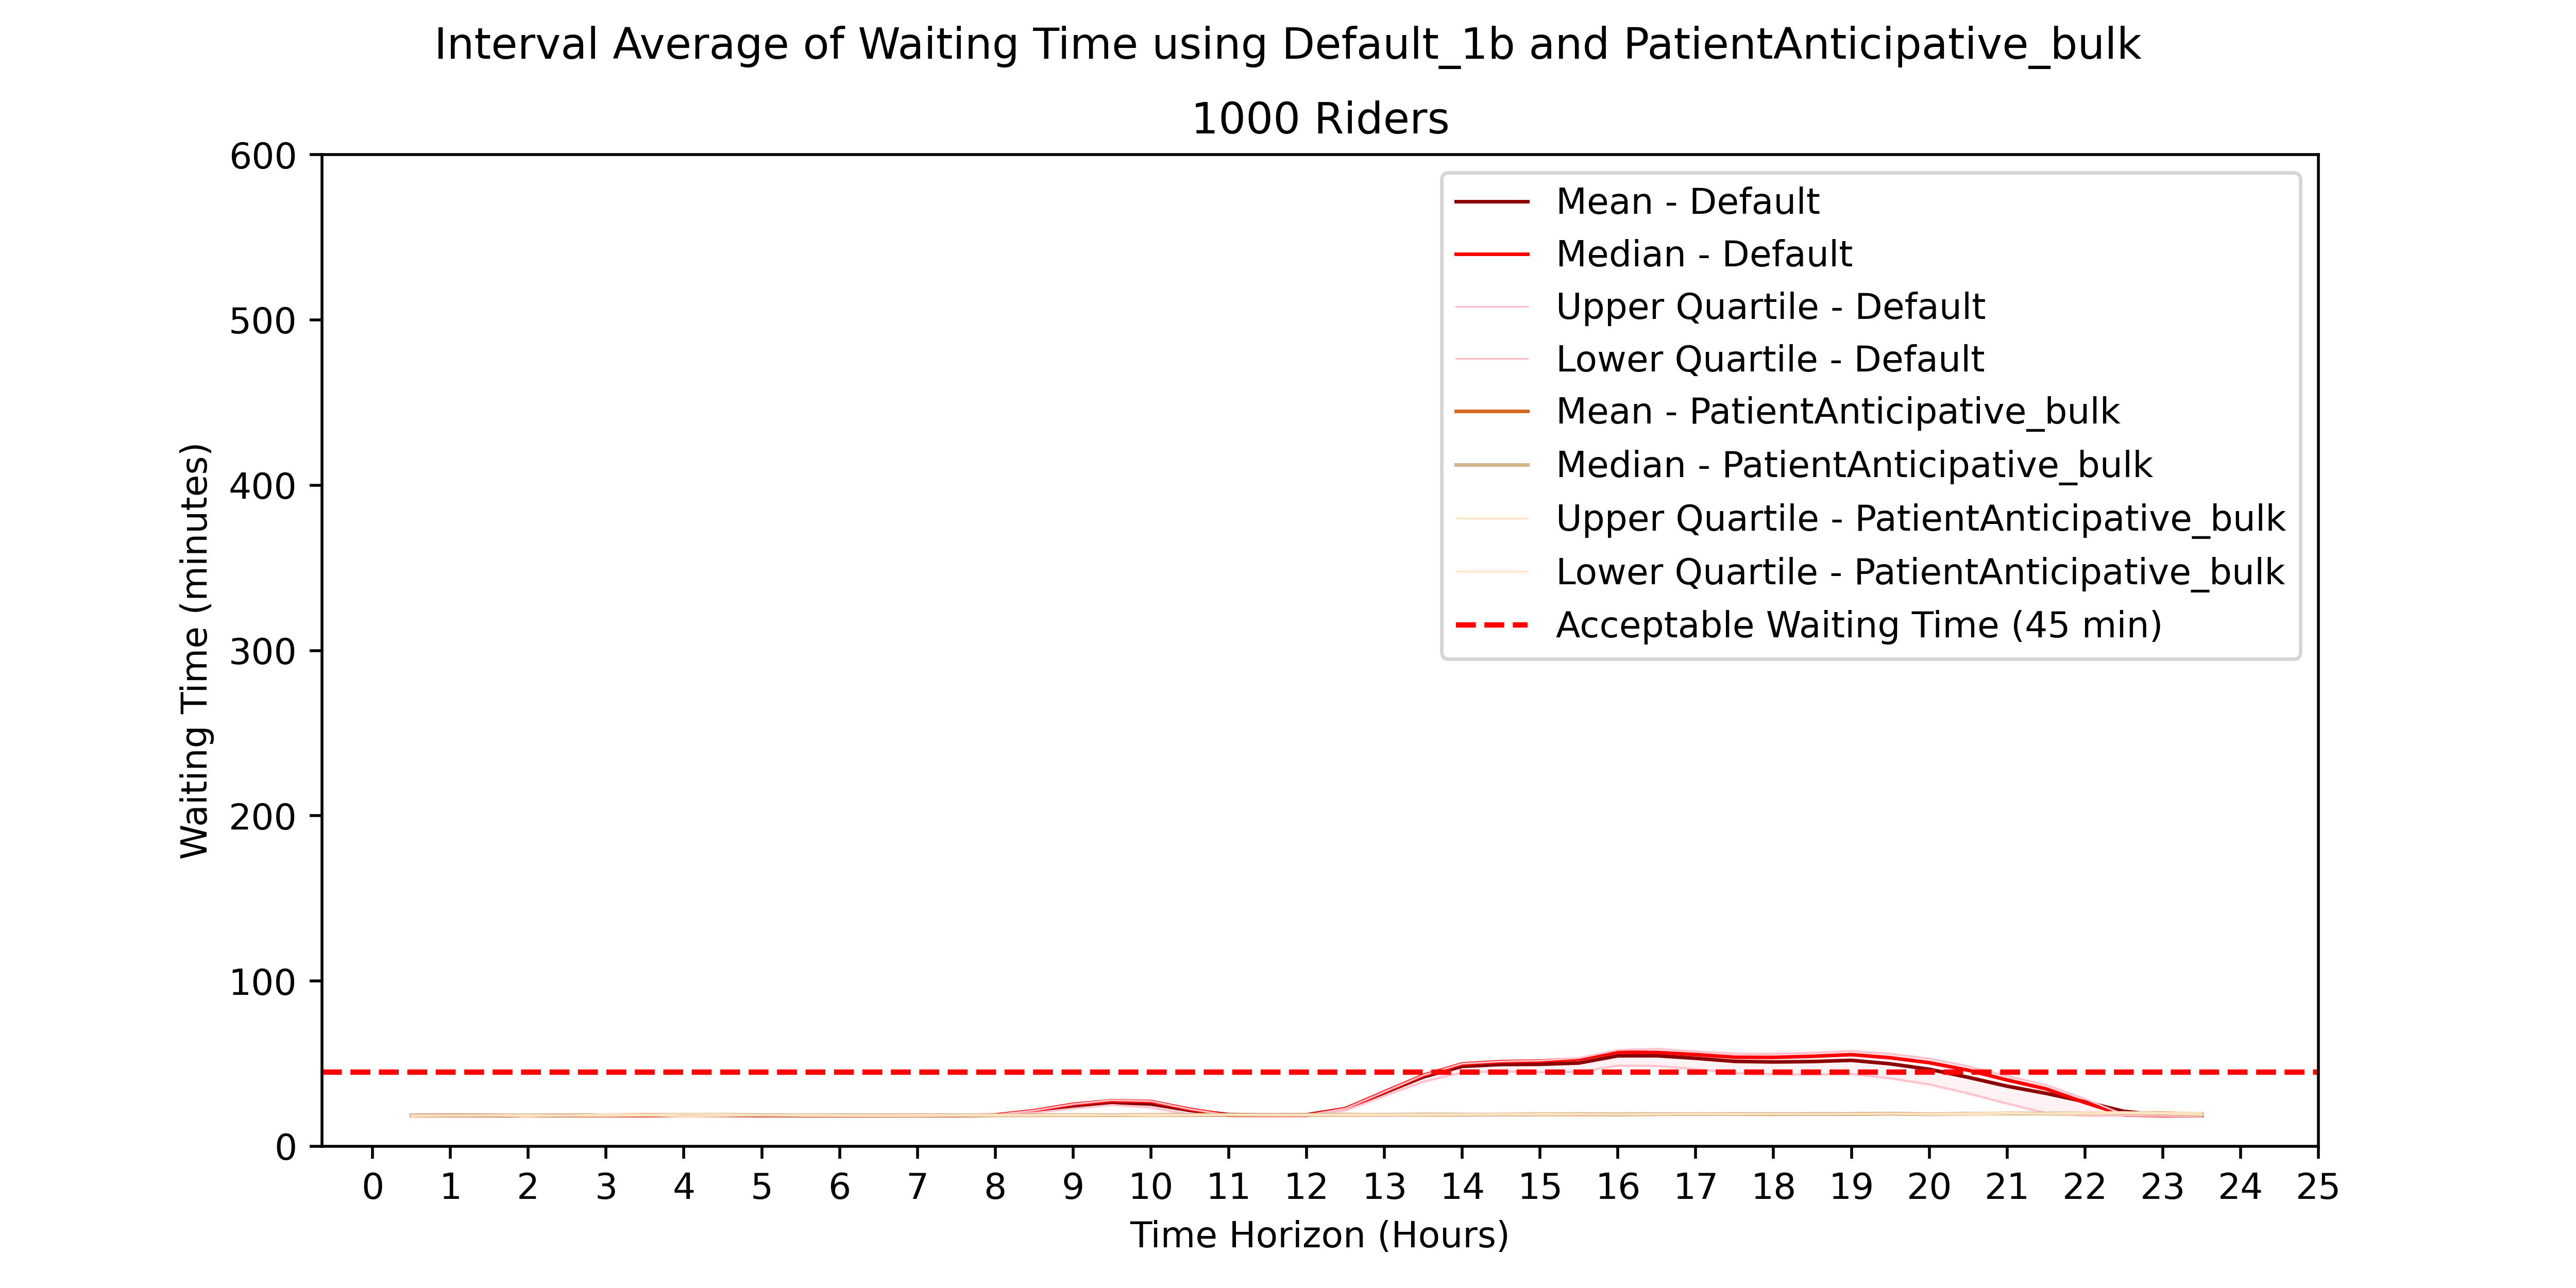 Interval Average of Waiting Time using Default_1b and PatientAnticipative_bulk
1000 Riders
600
500
400
300
200
100
0
Waiting Time (minutes)
Mean - Default
Median - Default
Upper Quartile - Default
Lower Quartile - Default
Mean - PatientAnticipative_bulk
Median - PatientAnticipative_bulk
Upper Quartile - PatientAnticipative_bulk
Lower Quartile - PatientAnticipative_bulk
Acceptable Waiting Time (45 min)
0 1 2 3 4 5 6 7 8 9 10 11 12 13 14 15 16 17 18 19 20 21 22 23 24 25
Time Horizon (Hours)